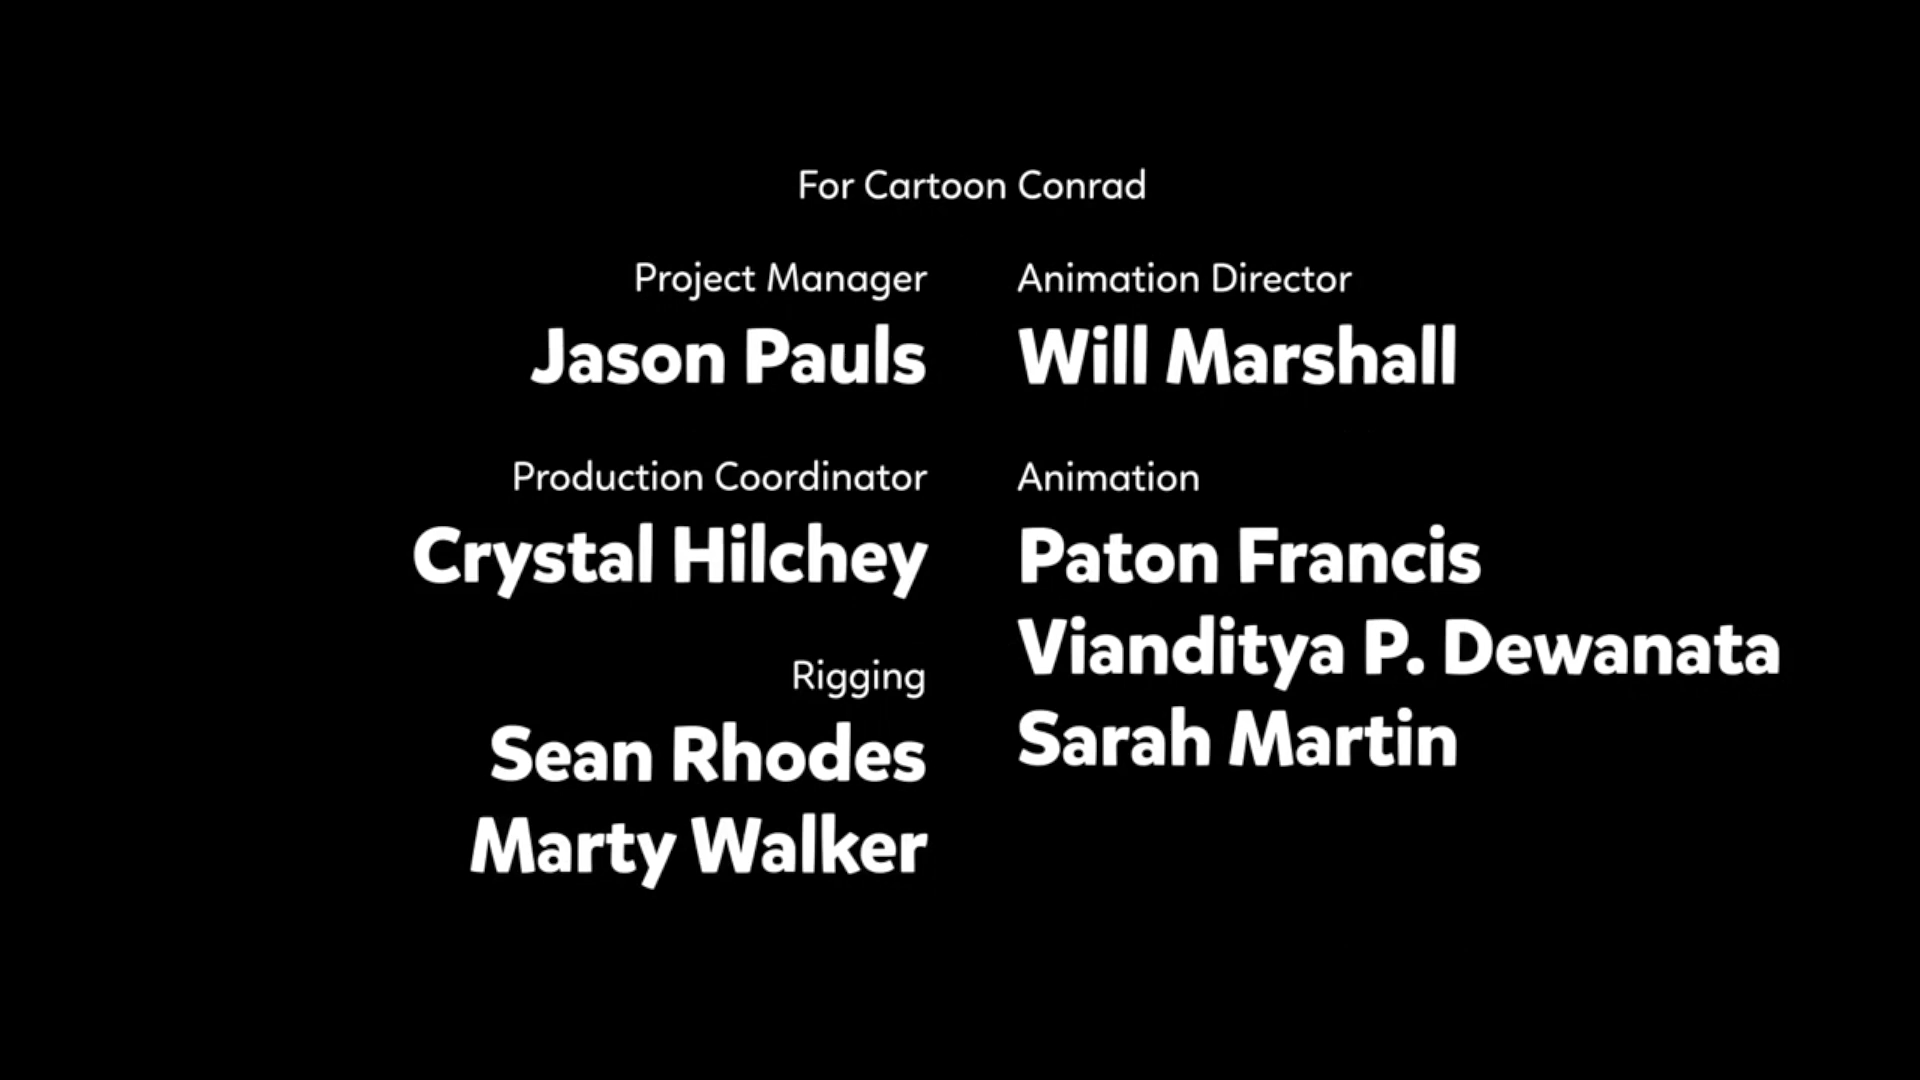 For Cartoon Conrad
Project Manager
Jason Pauls
Production Coordinator
Crystal Hilchey
Rigging
Sean Rhodes
Marty Walker
Animation Director
Will Marshall
Animation
Paton Francis
Vianditya P. Dewanata
Sarah Martin